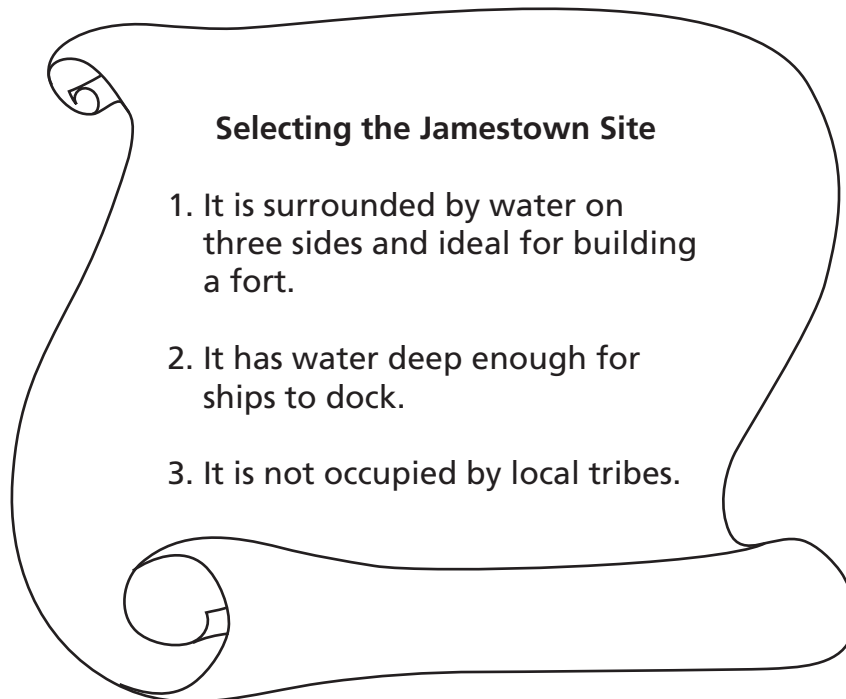 Selecting the Jamestown Site
1. It is surrounded by water on
three sides and ideal for building
a fort.
2. It has water deep enough for
ships to dock.
3. It is not occupied by local tribes.